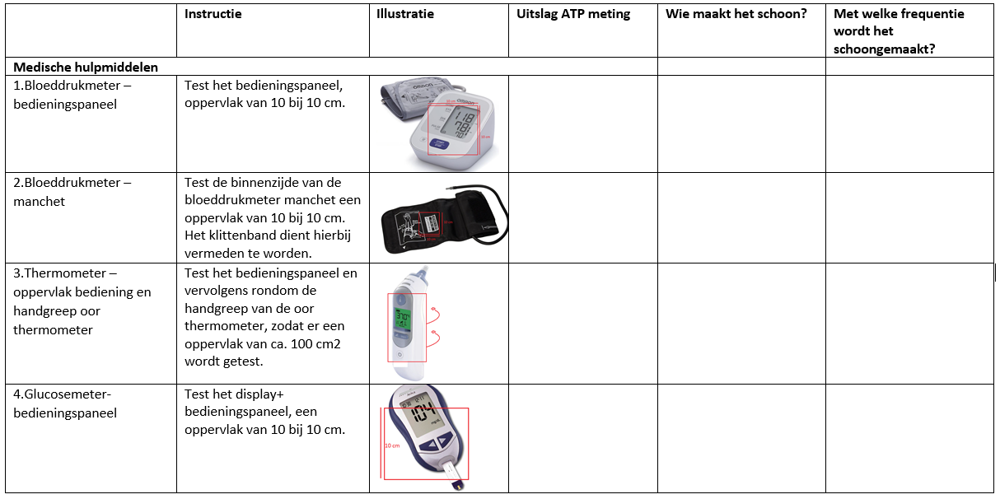 Instructie
Illustratie
Uitslag ATP meting
Wie maakt het schoon?
Met welke frequentie
wordt het
schoongemaakt?
Medische hulpmiddelen
1.Bloeddrukmeter –
bedieningspaneel
Test het bedieningspaneel,
oppervlak van 10 bij 10 cm.
OMRON
118
78
2.Bloeddrukmeter –
manchet
Test de binnenzijde van de
bloeddrukmeter manchet een
oppervlak van 10 bij 10 cm.
Het klittenband dient hierbij
vermeden te worden.
3.Thermometer –
oppervlak bediening en
handgreep oor
thermometer
Test het bedieningspaneel en
vervolgens rondom de
handgreep van de oor
thermometer, zodat er een
oppervlak van ca. 100 cm2
wordt getest.
4.Glucosemeter-
bedieningspaneel
Test het display+
bedieningspaneel, een
oppervlak van 10 bij 10 cm.
104
mg/dL
10 cm